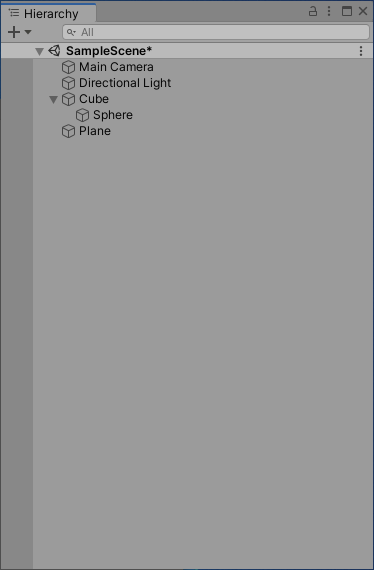 Hierarchy
All
SampleScene*
Main Camera
Directional Light
Cube
Sphere
Plane